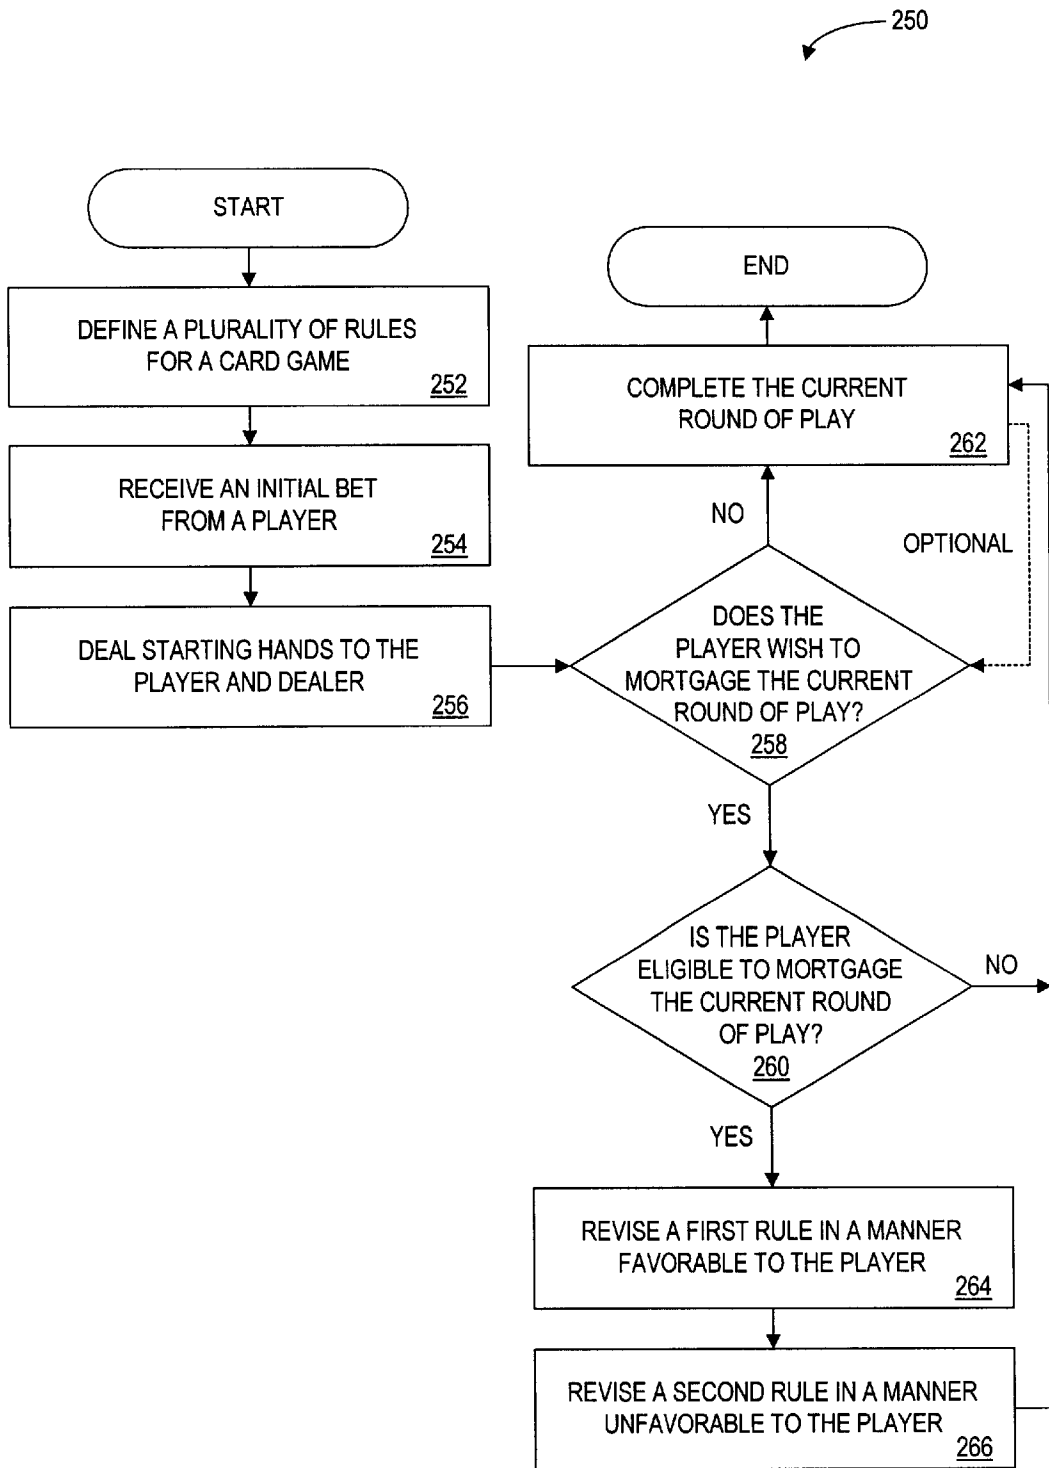 250
START
DEFINE A PLURALITY OF RULES
FOR A CARD GAME
252
RECEIVE AN INITIAL BET
FROM A PLAYER
254
DEAL STARTING HANDS TO THE
PLAYER AND DEALER
256
END
COMPLETE THE CURRENT
ROUND OF PLAY
262
NO
OPTIONAL
DOES THE
PLAYER WISH TO
MORTGAGE THE CURRENT
ROUND OF PLAY?
258
YES
IS THE PLAYER
ELIGIBLE TO MORTGAGE
THE CURRENT ROUND
OF PLAY?
260
NO
YES
REVISE A FIRST RULE IN A MANNER
FAVORABLE TO THE PLAYER
264
REVISE A SECOND RULE IN A MANNER
UNFAVORABLE TO THE PLAYER
266